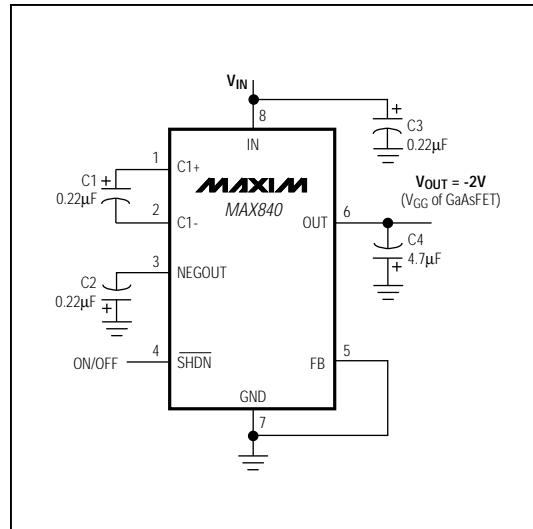 VIN
8
C3
0.22µF
IN
1
C1+
C1
0.22µF
MAXIM
MAX840
VOUT = -2V
(VGG of GaAsFET)
2
C1-
OUT
6
C4
4.7µF
3
NEGOUT
C2
0.22µF
ON/OFF
4
SHDN
FB
5
GND
7